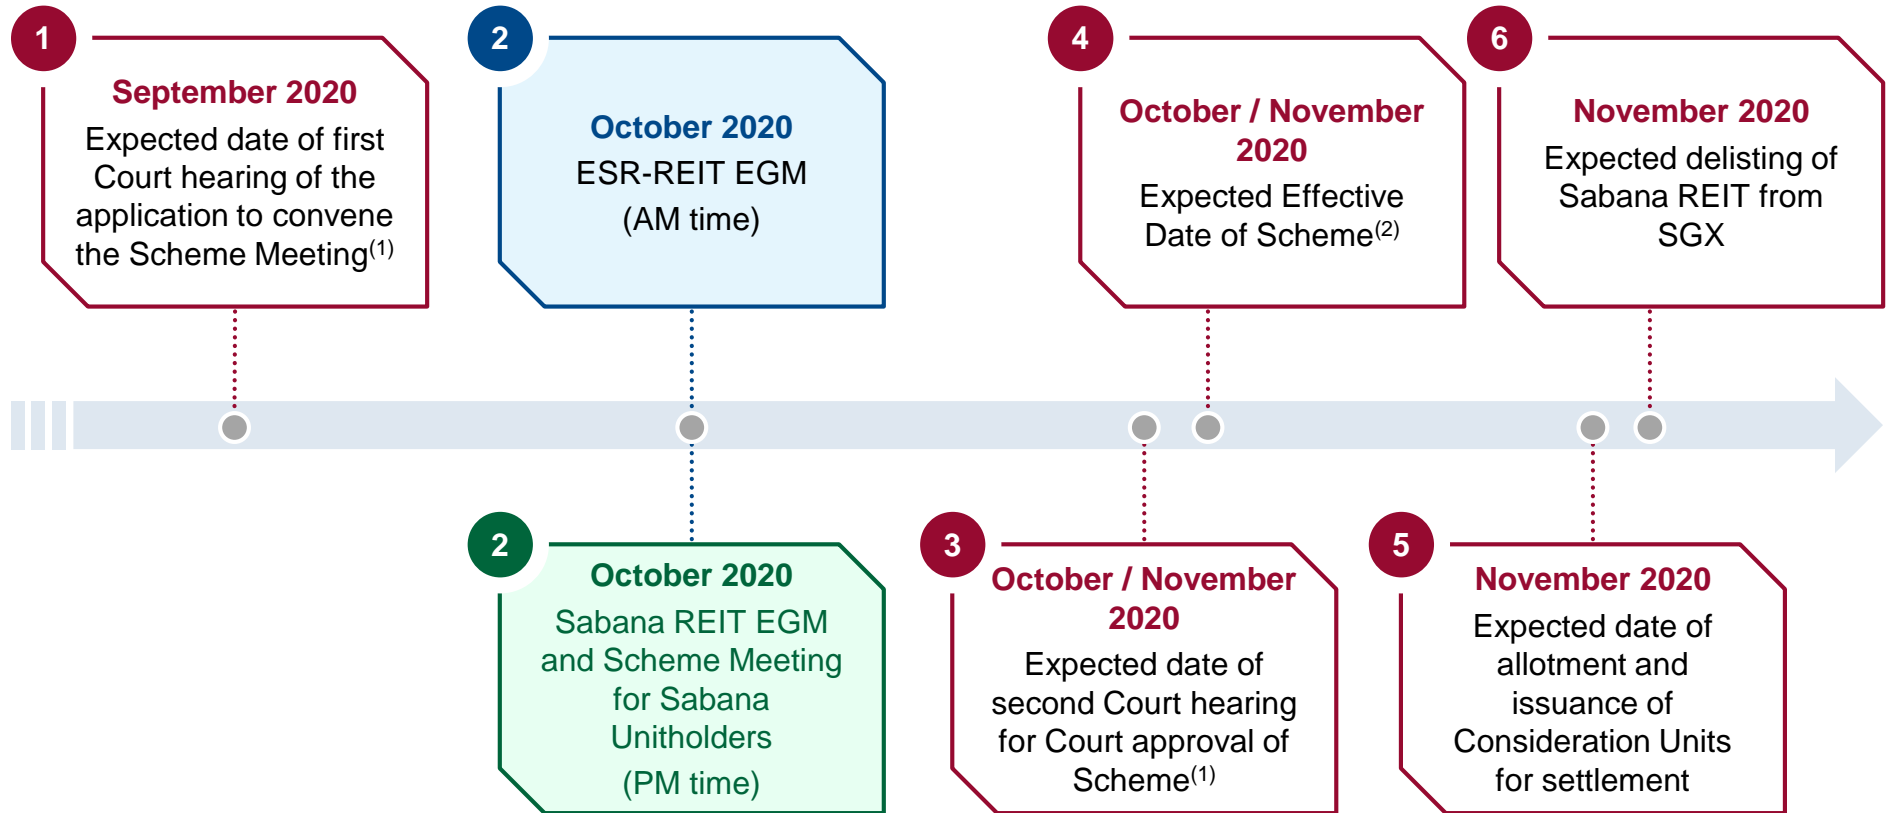 1
September 2020
Expected date of first
Court hearing of the
application to convene
the Scheme Meeting(1)
2
October 2020
ESR-REIT EGM
(AM time)
2
October 2020
Sabana REIT EGM
and Scheme Meeting
for Sabana
Unitholders
(PM time)
3
October / November
2020
Expected date of
second Court hearing
for Court approval of
Scheme(1)
4
October / November
2020
Expected Effective
Date of Scheme(2)
5
November 2020
Expected date of
allotment and
issuance of
Consideration Units
for settlement
6
November 2020
Expected delisting of
Sabana REIT from
SGX